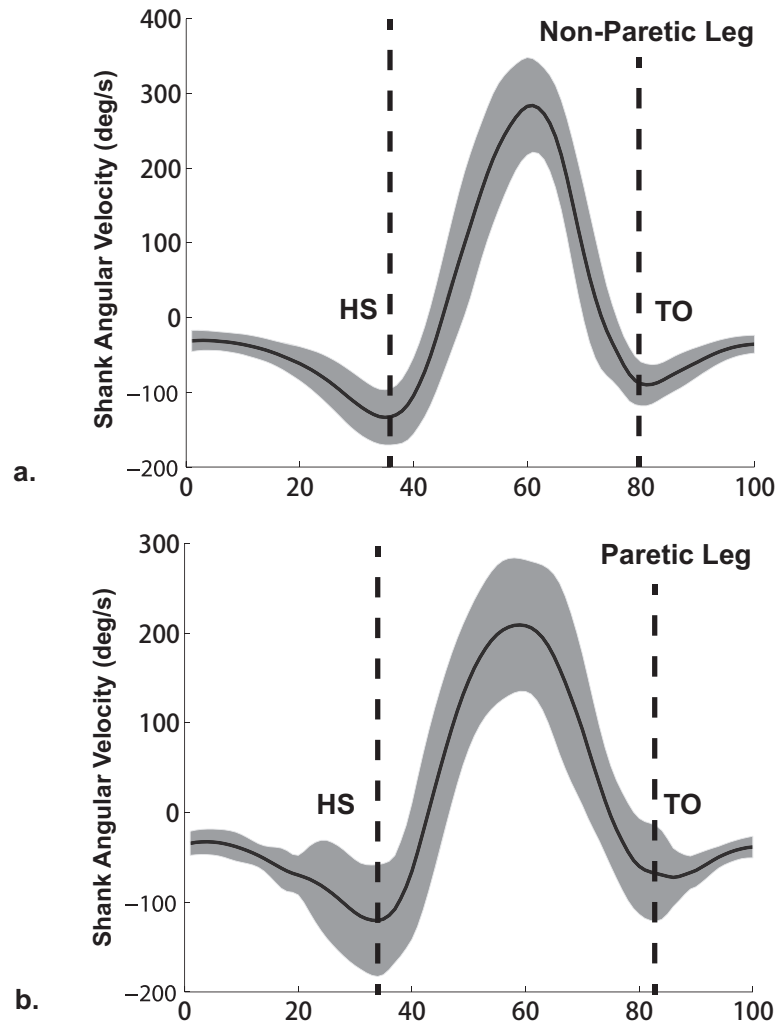 400
Non-Paretic Leg
300
200
100
HS
TO
0
−100
−200
Shank Angular Velocity (deg/s)
a.
0 20 40 60 80 100
300
Paretic Leg
200
100
HS
TO
0
−100
−200
Shank Angular Velocity (deg/s)
b.
0 20 40 60 80 100